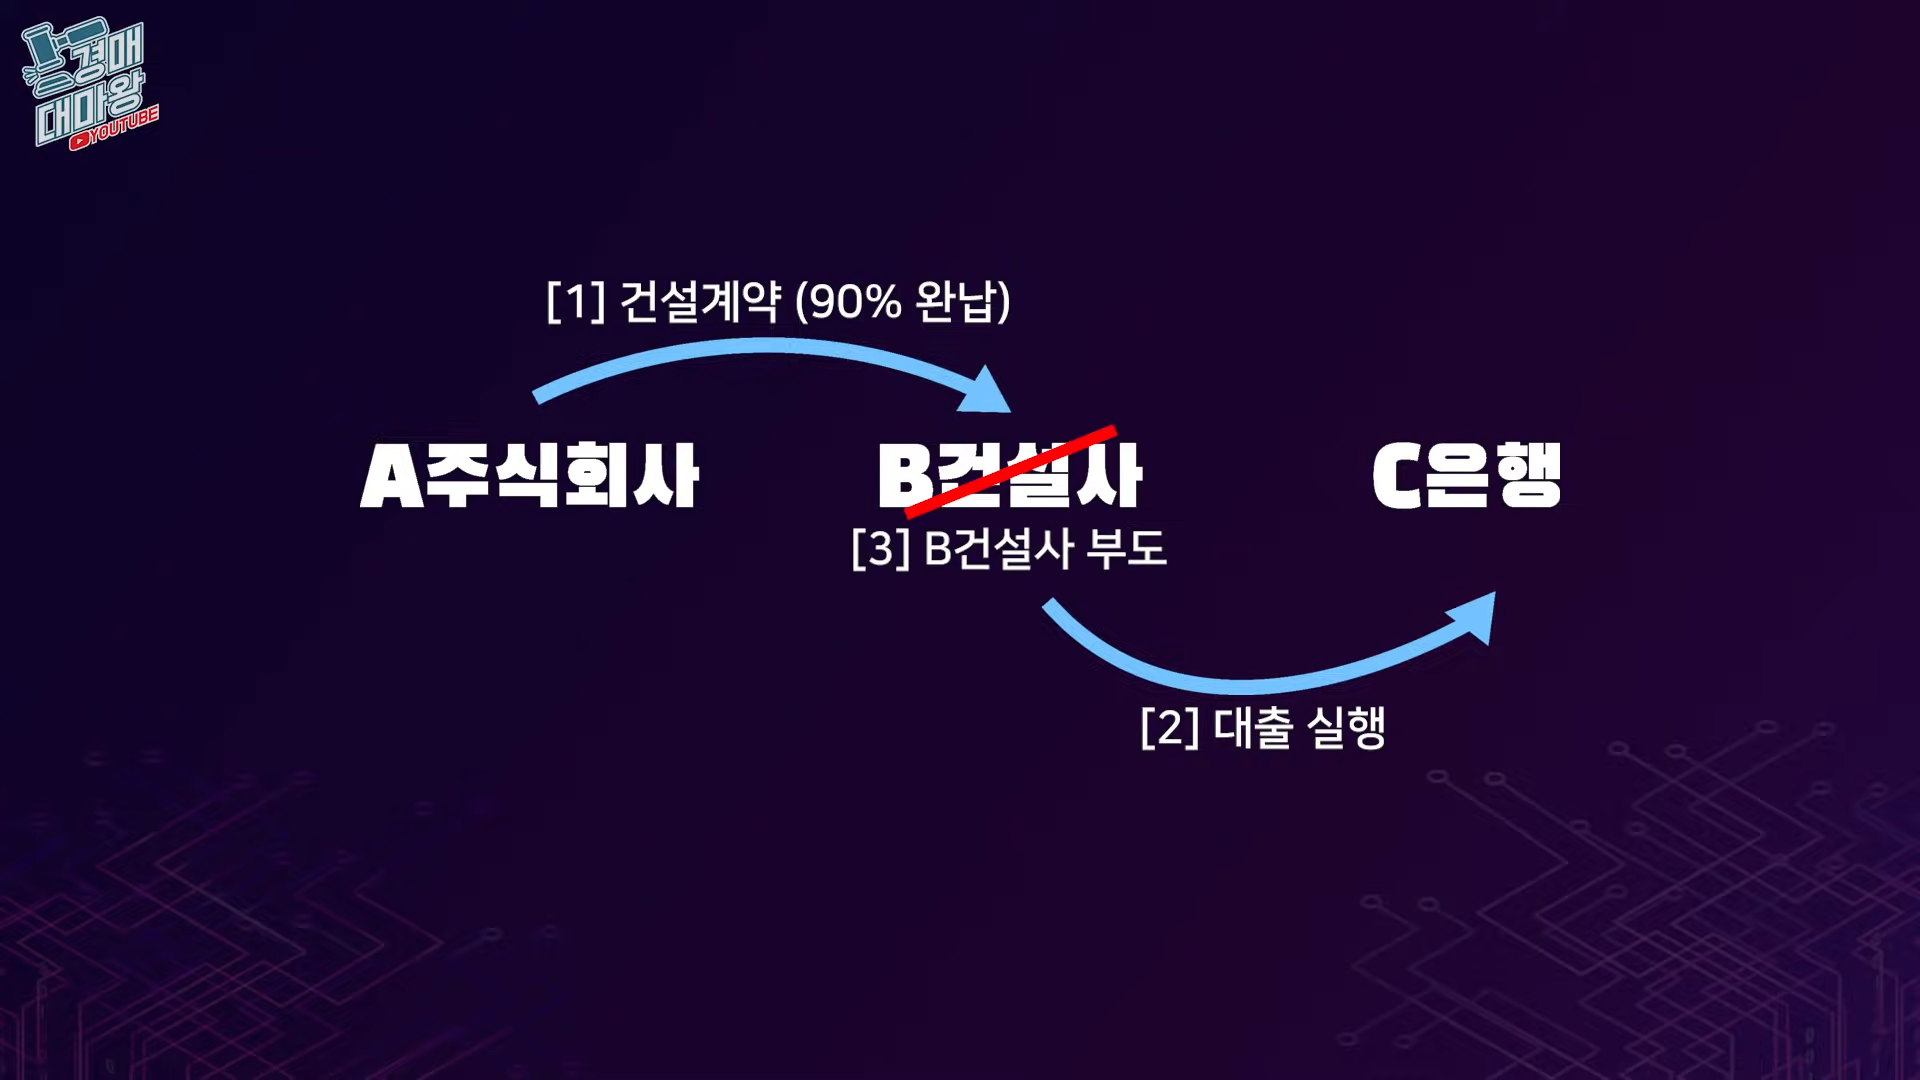 경매
대마왕
YOUTUBE
[1] 건설계약 (90% 완납)
A주식회사
B건설사
C은행
[3] B건설사 부도
[2] 대출 실행